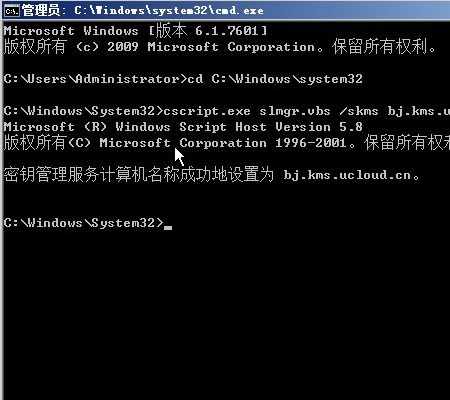 管理员: C:\Windows\system32\cmd.exe
Microsoft Windows [版本 6.1.7601]
版权所有 (c) 2009 Microsoft Corporation。保留所有权利。
C:\Users\Administrator>cd C:\Windows\system32
C:\Windows\System32>cscript.exe slmgr.vbs /skms bj.kms.u
Microsoft (R) Windows Script Host Version 5.8
版权所有(C) Microsoft Corporation 1996-2001。保留所有权
密钥管理服务计算机名称成功地设置为 bj.kms.ucloud.cn。
C:\Windows\System32>